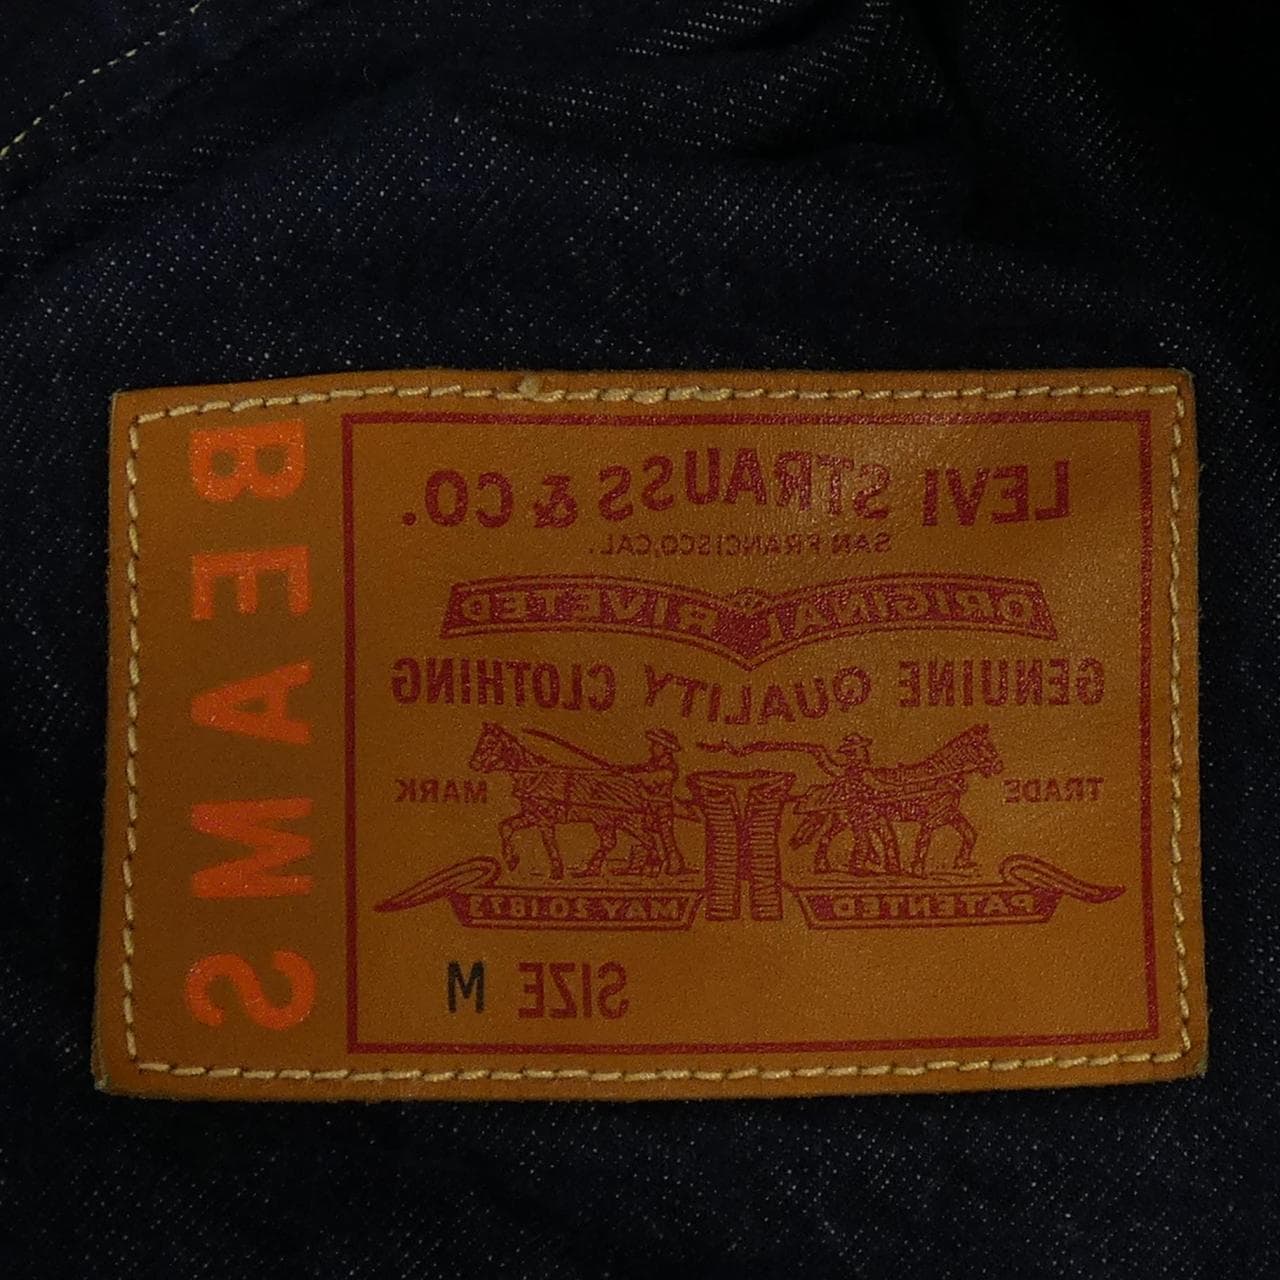 LEVI STRAUSS & CO.
SAN FRANCISCO, CAL.
ORIGINAL RIVETED
GENUINE QUALITY CLOTHING
TRADE MARK
PATENTED MAY 20 1873
SIZE M
BEAMS